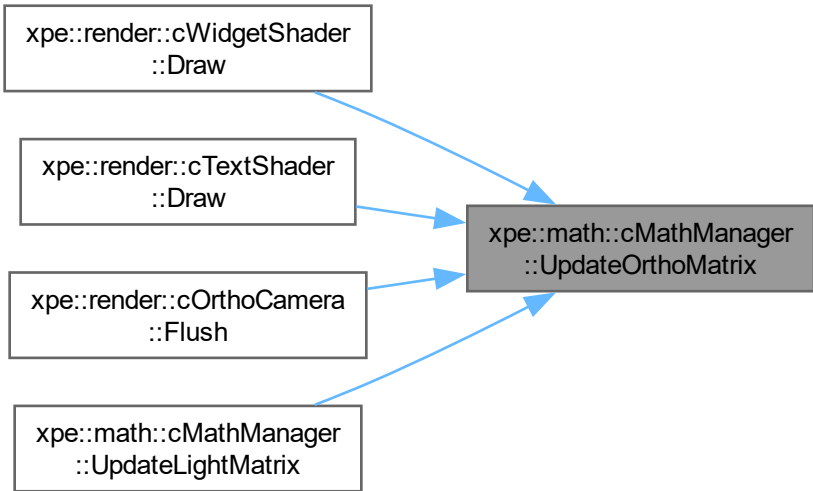 xpe::render::cWidgetShader
::Draw
xpe::render::cTextShader
::Draw
xpe::math::cMathManager
::UpdateOrthoMatrix
xpe::render::cOrthoCamera
::Flush
xpe::math::cMathManager
::UpdateLightMatrix